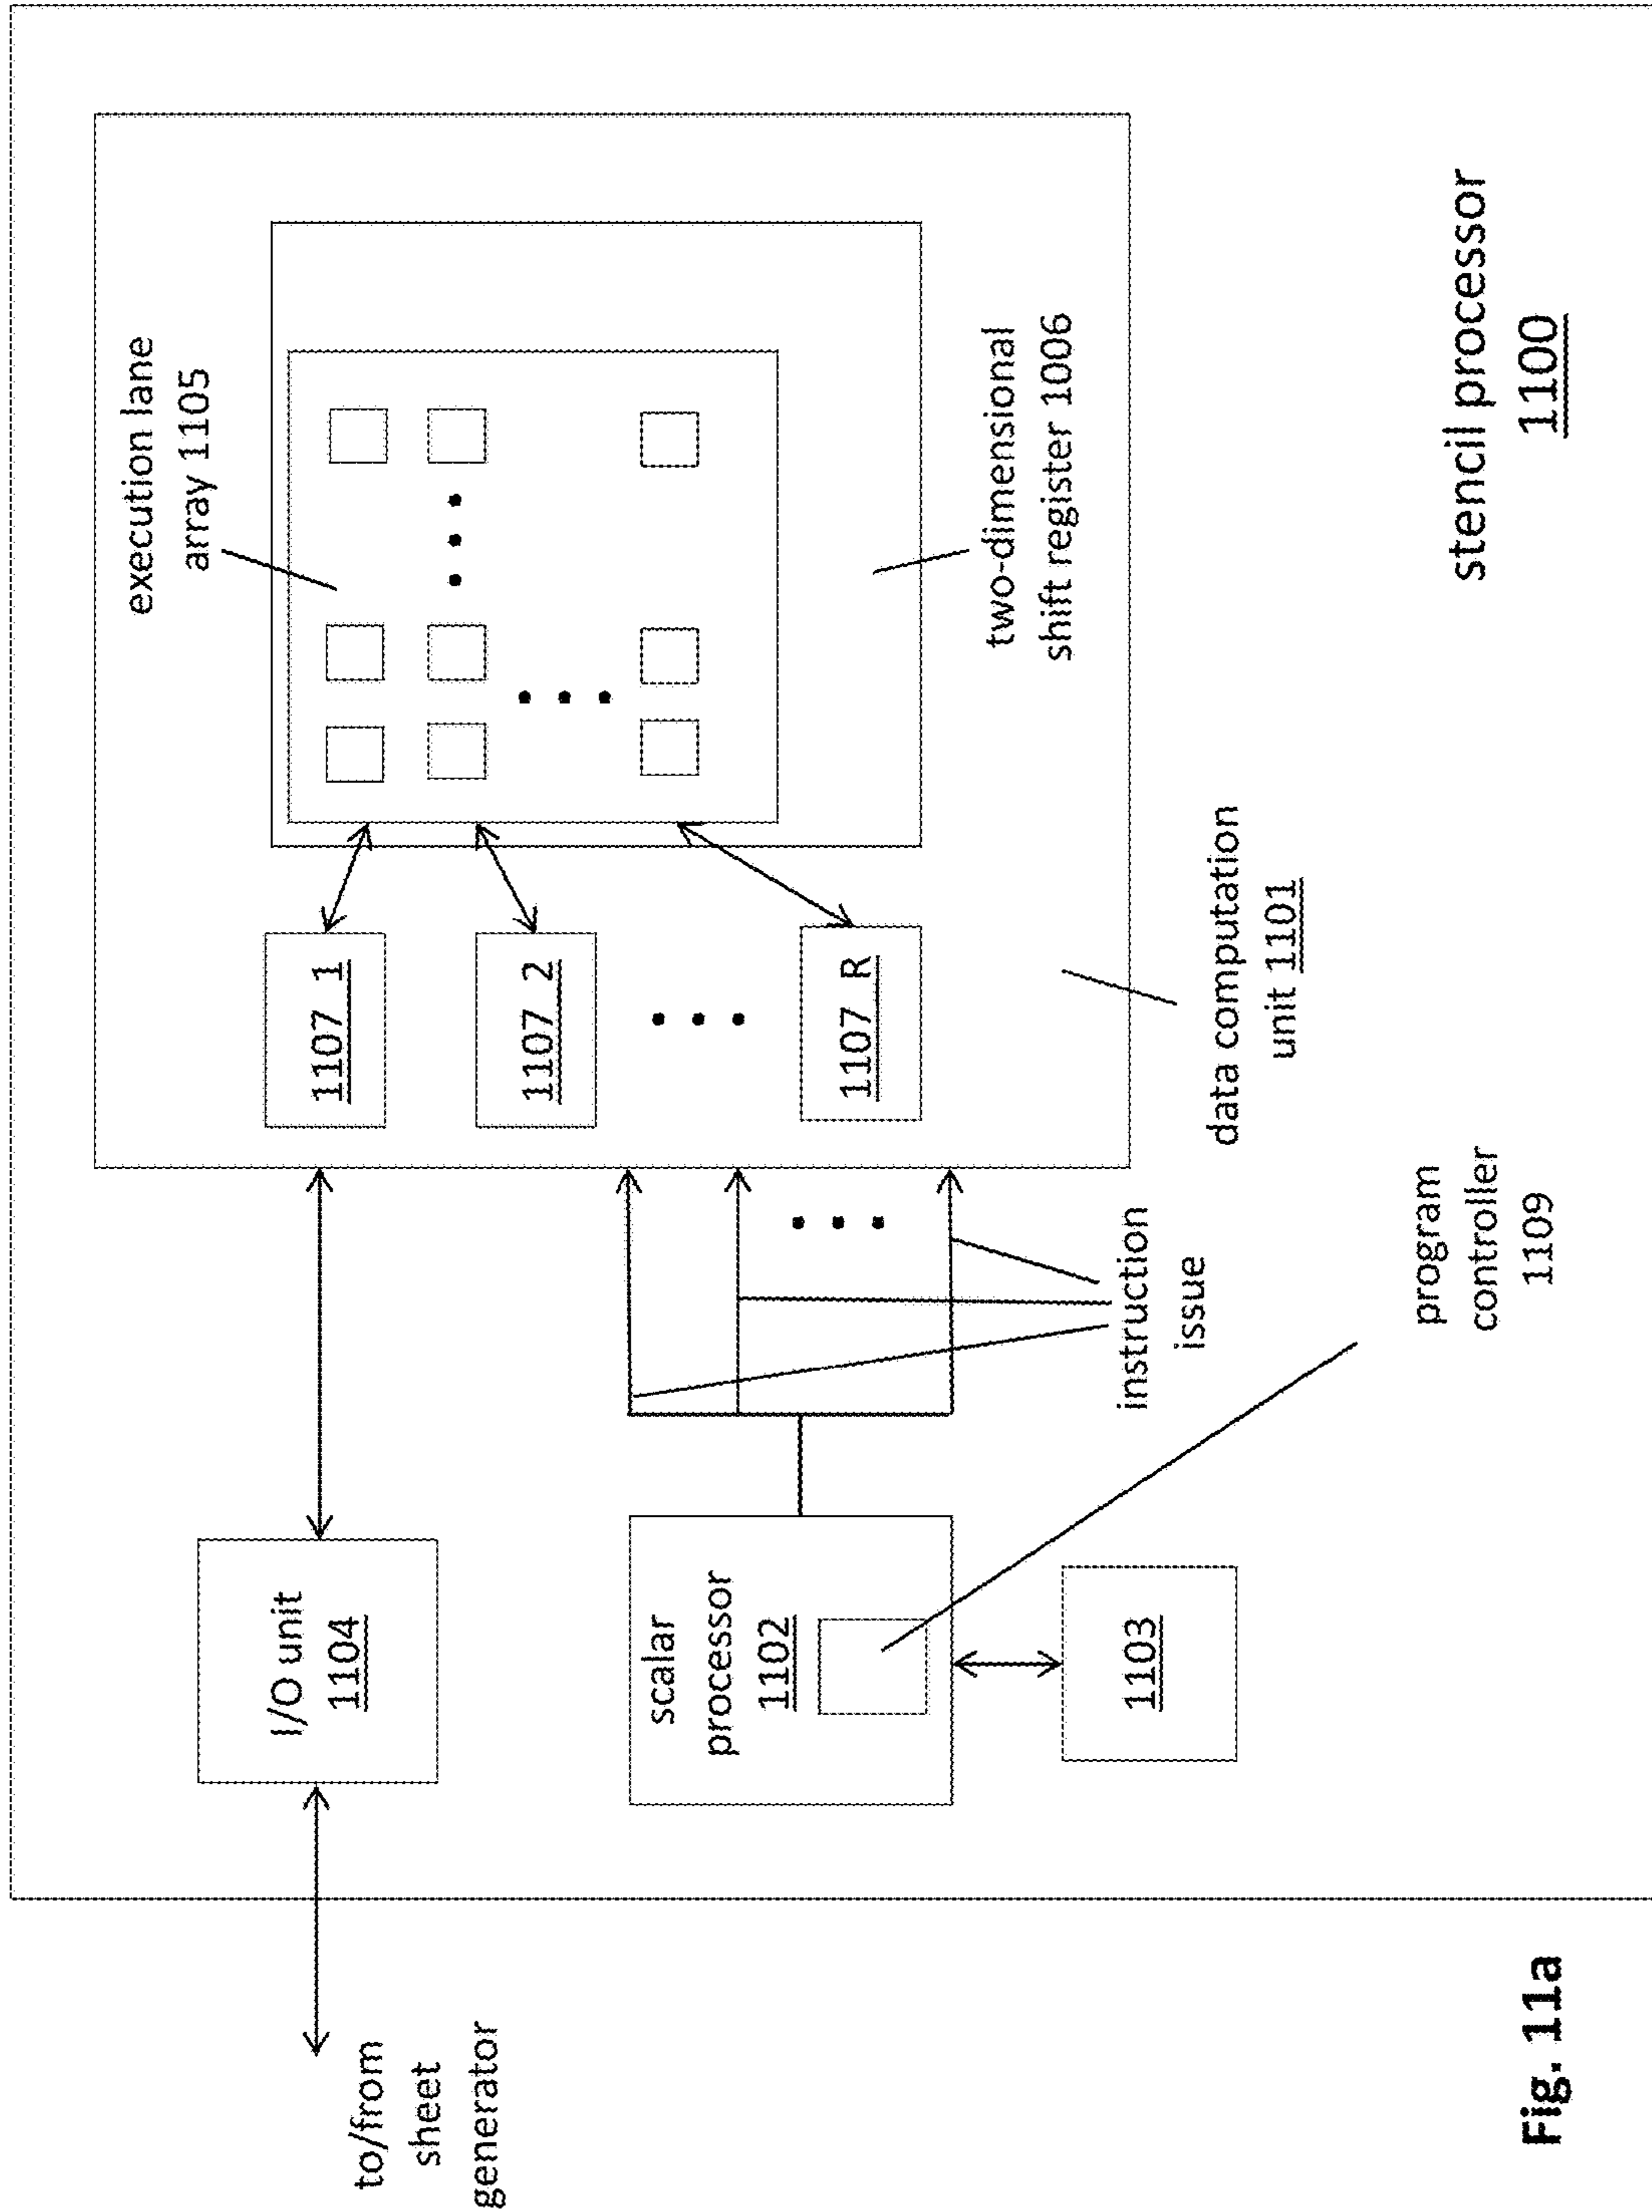 execution lane
array 1105
I/O unit
1104
to/from
sheet
generator
1107_1
1107_2
1107_R
scalar
processor
1102
1103
instruction
issue
two-dimensional
shift register 1006
data computation
unit 1101
program
controller
1109
stencil processor
1100
Fig. 11a